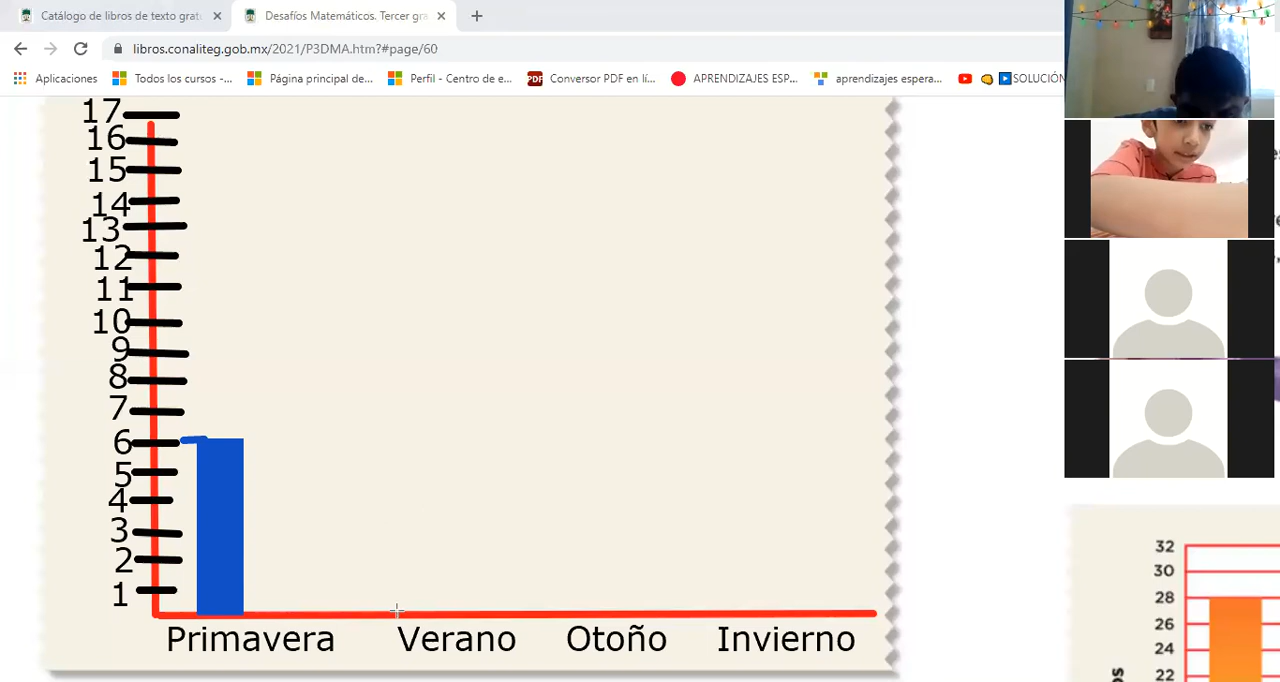 Catálogo de libros de texto grat
Desafíos Matemáticos. Tercer gra
libros.conaliteg.gob.mx/2021/P3DMA.htm?#page/60
Aplicaciones
Todos los cursos -...
Página principal de...
Perfil - Centro de e...
PDF
Conversor PDF en lí...
APRENDIZAJES ESP...
aprendizajes espera...
SOLUCIÓN
17
16
15
14
13
12
11
10
9
8
7
6
5
4
3
2
1
Primavera Verano Otoño Invierno
32
30
28
26
24
22